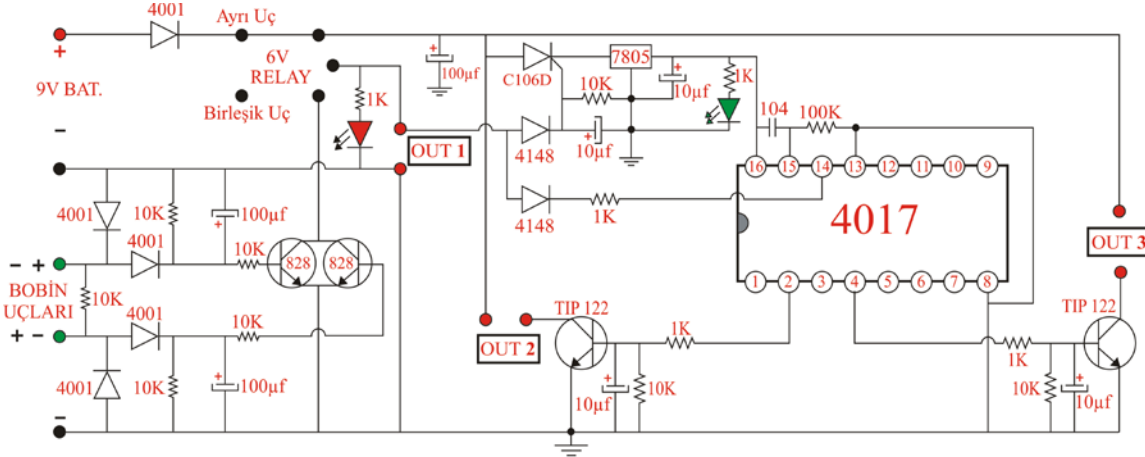 4001
Ayrı Uç
+
9V BAT.
6V
RELAY
Birleşik Uç
1K
100µf
+
C106D
7805
10K
10µf
+
1K
104
100K
OUT 1
4148
10µf
+
4148
1K
16 15 14 13 12 11 10 9
4017
1 2 3 4 5 6 7 8
OUT 3
–
4001
10K
100µf
+
4001
10K
828 828
– +
BOBİN
UÇLARI
+ –
10K
4001
10K
4001
10K
100µf
+
–
TIP 122
OUT 2
1K
10µf
+
10K
TIP 122
1K
10K
10µf
+